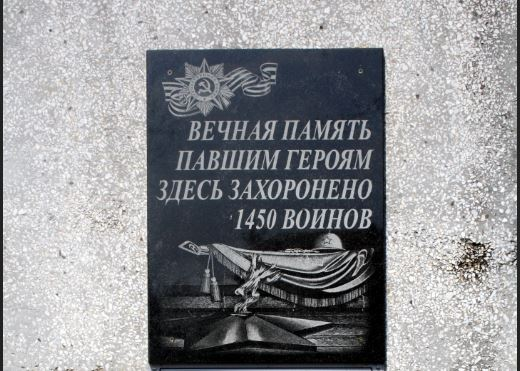 ВЕЧНАЯ ПАМЯТЬ
ПАВШИМ ГЕРОЯМ
ЗДЕСЬ ЗАХОРОНЕНО
1450 ВОИНОВ